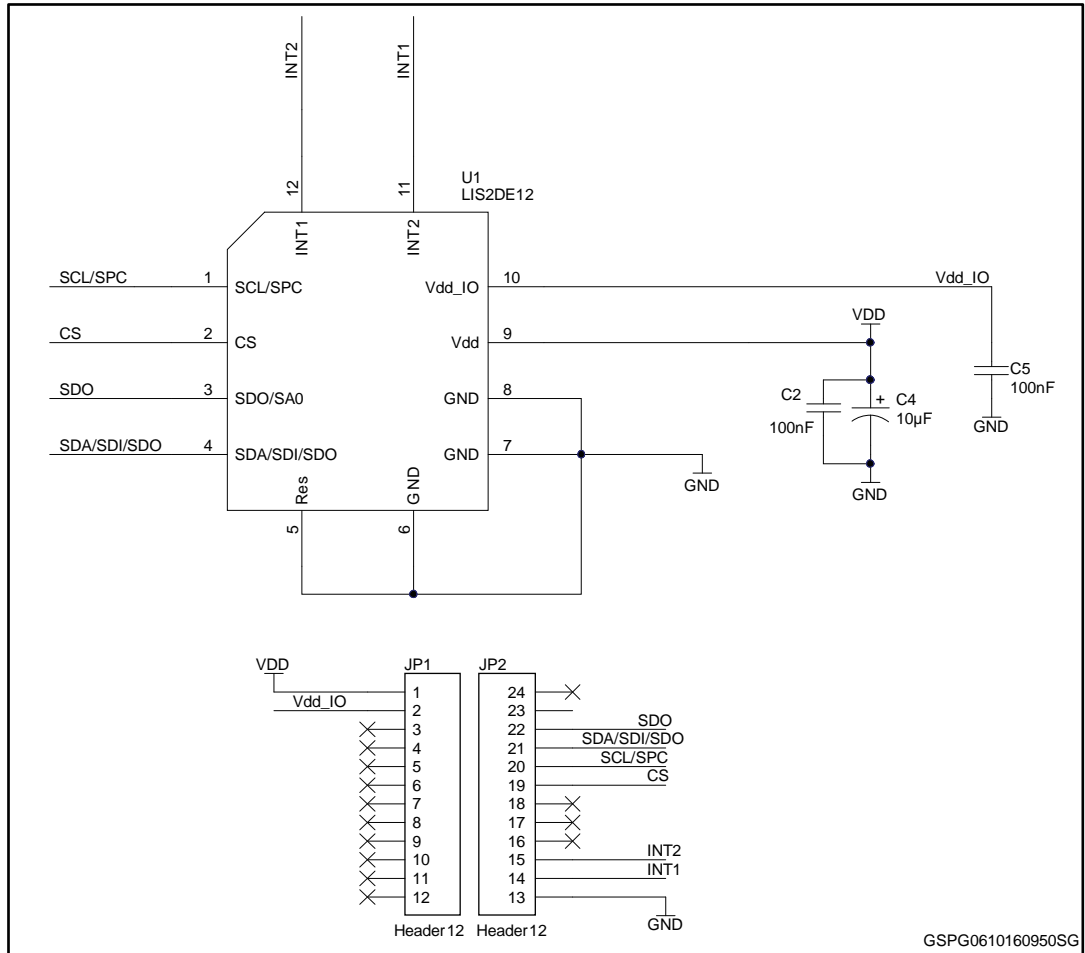 INT2
INT1
12
11
U1
LIS2DE12
INT1
INT2
SCL/SPC 1 SCL/SPC
Vdd_IO 10 Vdd_IO
CS 2 CS
Vdd 9
VDD
SDO 3 SDO/SA0
GND 8
C2
100nF
+ C4
10µF
C5
100nF
GND
SDA/SDI/SDO 4 SDA/SDI/SDO
GND 7
GND
GND
Res
GND
5
6
VDD
JP1
JP2
Vdd_IO
1
2
3
4
5
6
7
8
9
10
11
12
Header12
24
23
22 SDO
21 SDA/SDI/SDO
20 SCL/SPC
19 CS
18
17
16
15 INT2
14 INT1
13
GND
Header12
GSPG0610160950SG